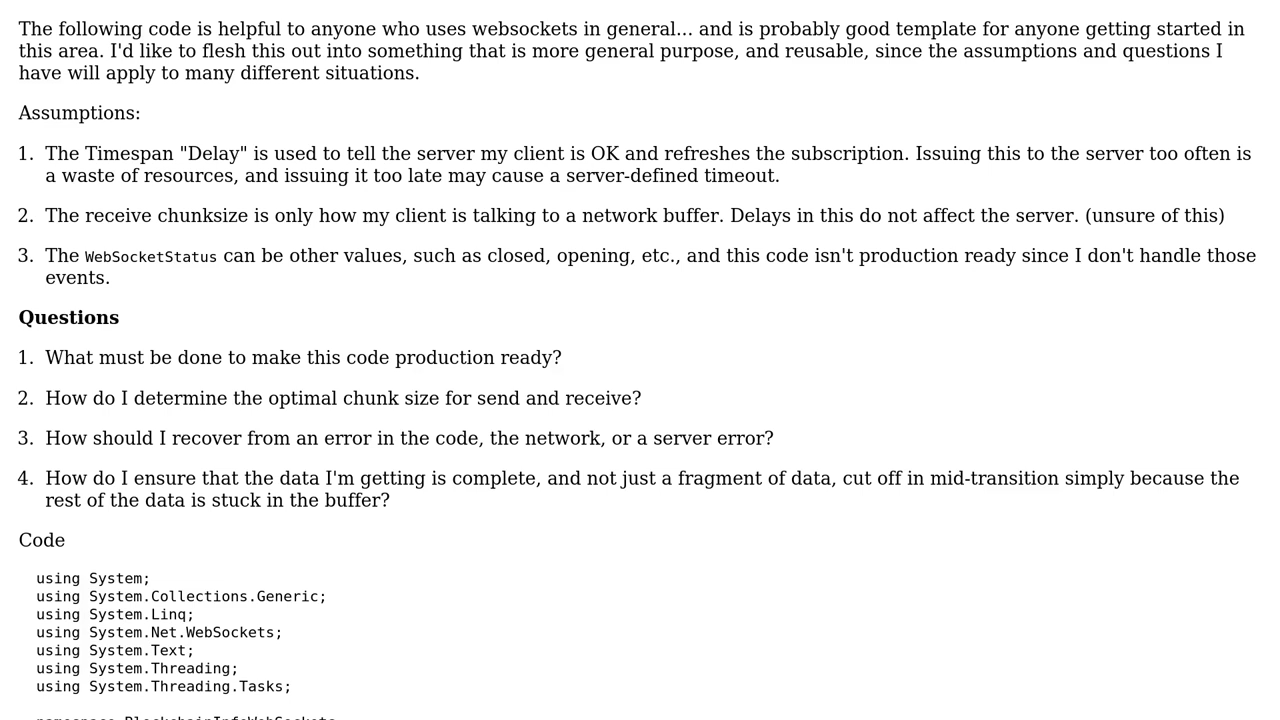 The following code is helpful to anyone who uses websockets in general... and is probably good template for anyone getting started in
this area. I'd like to flesh this out into something that is more general purpose, and reusable, since the assumptions and questions I
have will apply to many different situations.
Assumptions:
1. The Timespan "Delay" is used to tell the server my client is OK and refreshes the subscription. Issuing this to the server too often is
a waste of resources, and issuing it too late may cause a server-defined timeout.
2. The receive chunksize is only how my client is talking to a network buffer. Delays in this do not affect the server. (unsure of this)
3. The WebSocketStatus can be other values, such as closed, opening, etc., and this code isn't production ready since I don't handle those
events.
Questions
1. What must be done to make this code production ready?
2. How do I determine the optimal chunk size for send and receive?
3. How should I recover from an error in the code, the network, or a server error?
4. How do I ensure that the data I'm getting is complete, and not just a fragment of data, cut off in mid-transition simply because the
rest of the data is stuck in the buffer?
Code
using System;
using System.Collections.Generic;
using System.Linq;
using System.Net.WebSockets;
using System.Text;
using System.Threading;
using System.Threading.Tasks;